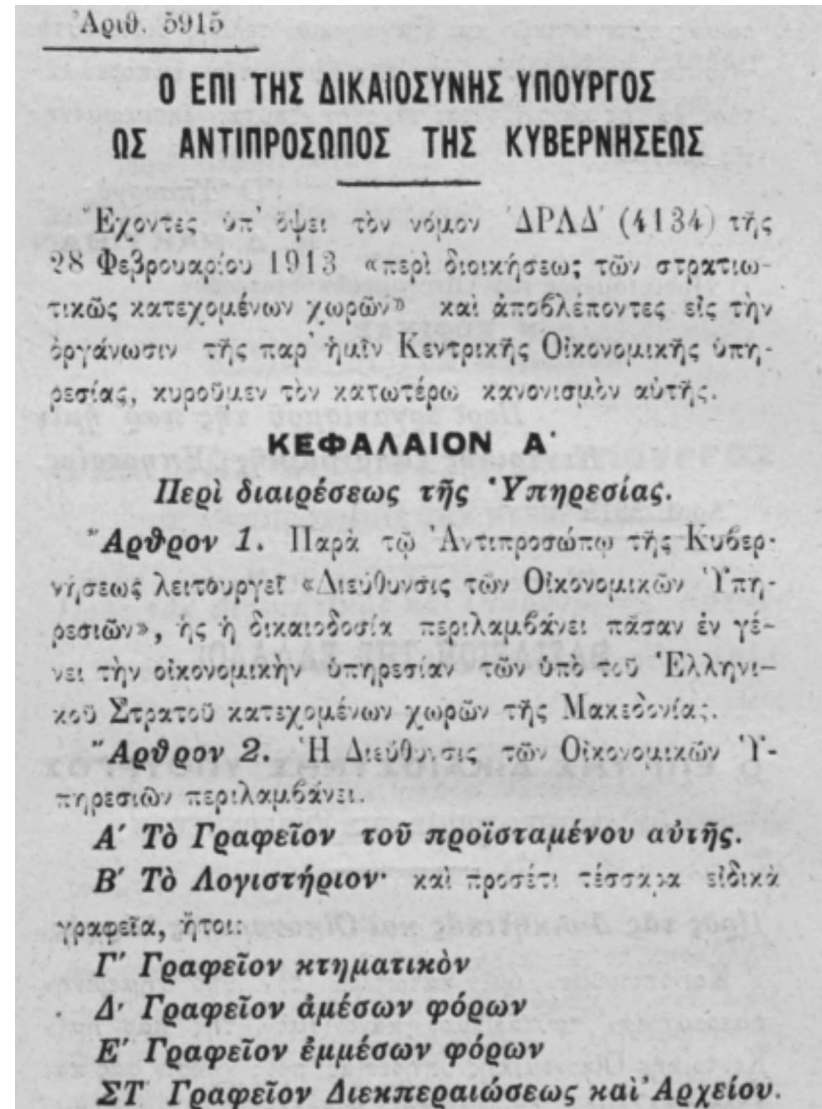 Ἀριθ. 5915
Ο ΕΠΙ ΤΗΣ ΔΙΚΑΙΟΣΥΝΗΣ ΥΠΟΥΡΓΟΣ
ΩΣ ΑΝΤΙΠΡΟΣΩΠΟΣ ΤΗΣ ΚΥΒΕΡΝΗΣΕΩΣ
Ἔχοντες ὑπ' ὄψει τὸν νόμον ͵ΔΡΛΔ' (4134) τῆς
28 Φεβρουαρίου 1913 «περὶ διοικήσεως τῶν στρατιω-
τικῶς κατεχομένων χωρῶν» καὶ ἀποβλέποντες εἰς τὴν
ὀργάνωσιν τῆς παρ' ἡμῖν Κεντρικῆς Οἰκονομικῆς ὑπη-
ρεσίας, κυροῦμεν τὸν κατωτέρω κανονισμὸν αὐτῆς.
ΚΕΦΑΛΑΙΟΝ Α'
Περὶ διαιρέσεως τῆς Ὑπηρεσίας.
Ἄρθρον 1. Παρὰ τῷ Ἀντιπροσώπῳ τῆς Κυβερ-
νήσεως λειτουργεῖ «Διεύθυνσις τῶν Οἰκονομικῶν Ὑπη-
ρεσιῶν», ἡς ἡ δικαιοδοσία περιλαμβάνει πᾶσαν ἐν γέ-
νει τὴν οἰκονομικὴν ὑπηρεσίαν τῶν ὑπὸ τοῦ Ἑλληνι-
κοῦ Στρατοῦ κατεχομένων χωρῶν τῆς Μακεδονίας.
Ἄρθρον 2. Ἡ Διεύθυνσις τῶν Οἰκονομικῶν Ὑ-
πηρεσιῶν περιλαμβάνει.
Α' Τὸ Γραφεῖον τοῦ προϊσταμένου αὐτῆς.
Β' Τὸ Λογιστήριον· καὶ προσέτι τέσσαρα εἰδικὰ
γραφεῖα, ἤτοι:
Γ' Γραφεῖον κτηματικὸν
Δ' Γραφεῖον ἀμέσων φόρων
Ε' Γραφεῖον ἐμμέσων φόρων
ΣΤ' Γραφεῖον Διεκπεραιώσεως καὶ Ἀρχείου.